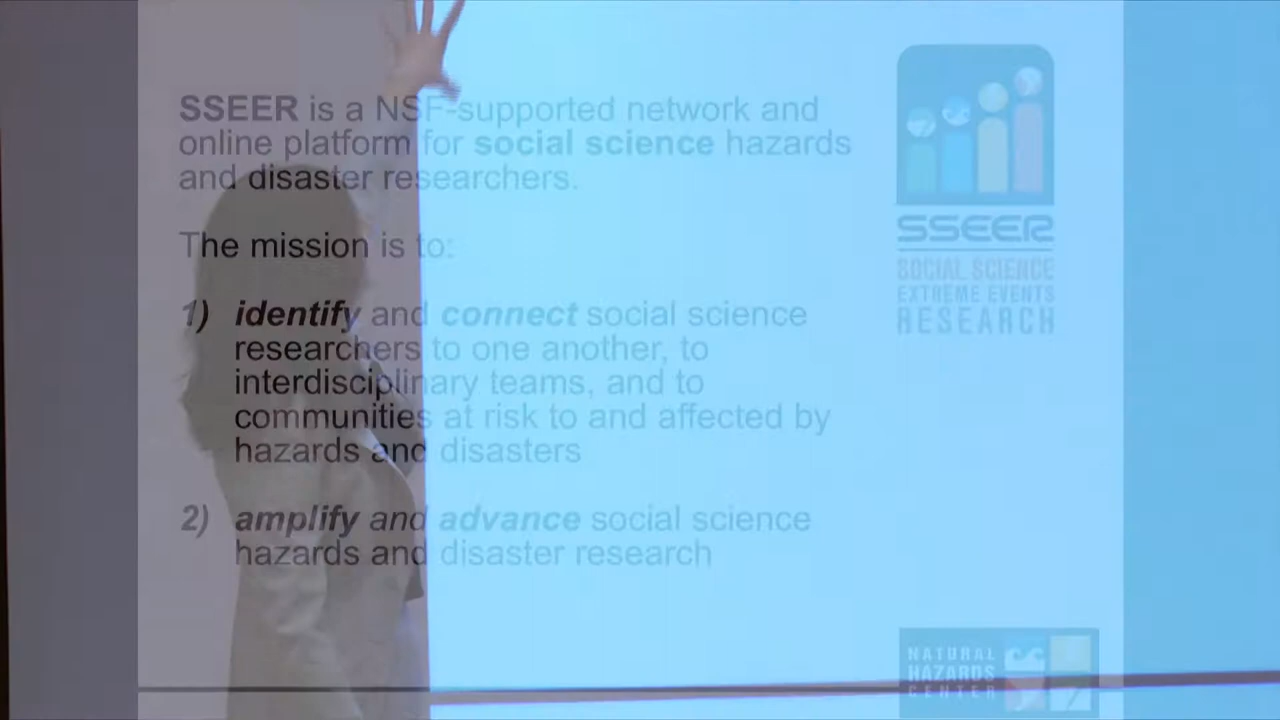 SSEER is a NSF-supported network and
online platform for social science hazards
and disaster researchers.
The mission is to:
1) identify and connect social science
researchers to one another, to
interdisciplinary teams, and to
communities at risk to and affected by
hazards and disasters
2) amplify and advance social science
hazards and disaster research
SSEER
SOCIAL SCIENCE
EXTREME EVENTS
RESEARCH
NATURAL
HAZARDS
CENTER